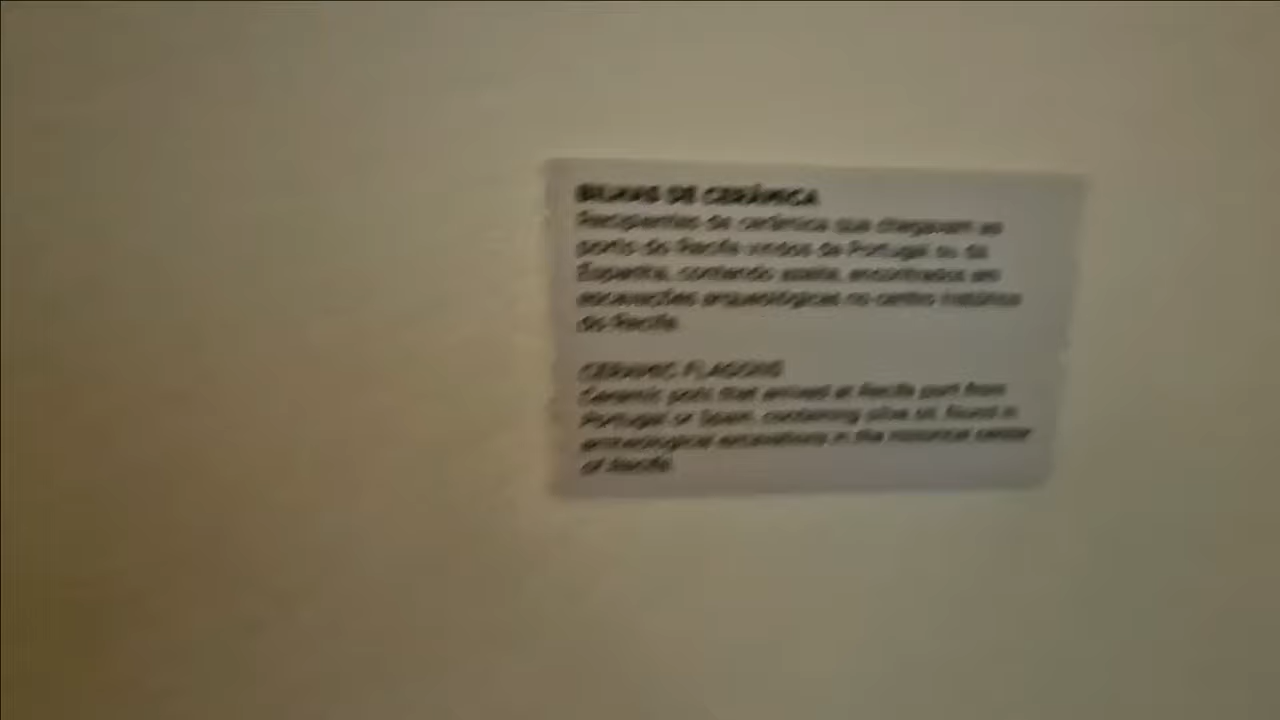 BILHAS DE CERÂMICA
Recipientes de cerâmica que chegavam ao
porto do Recife vindos de Portugal ou da
Espanha, contendo azeite, encontrados em
escavações arqueológicas no centro histórico
do Recife.
CERAMIC FLAGONS
Ceramic pots that arrived at Recife port from
Portugal or Spain, containing olive oil, found in
archeological excavations in the historical center
of Recife.